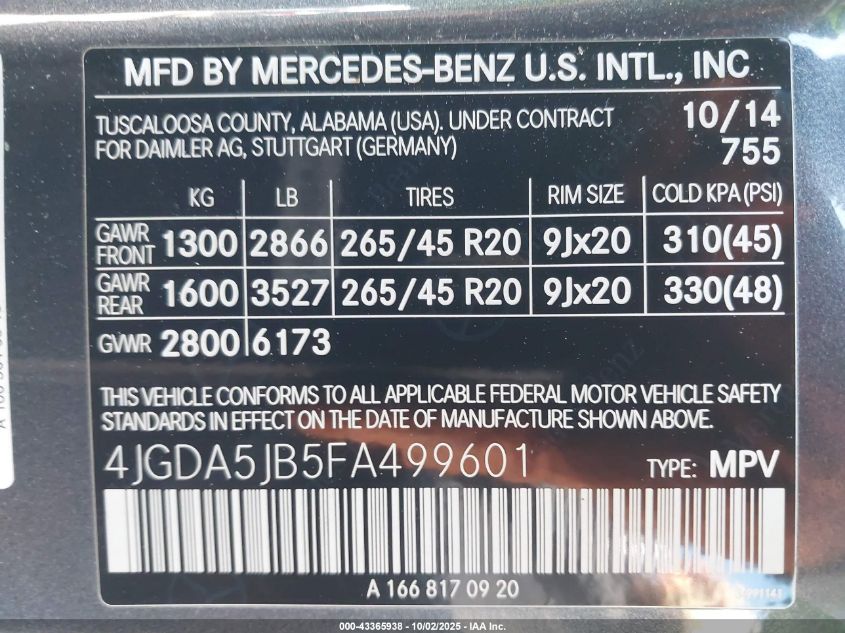 MFD BY MERCEDES-BENZ U.S. INTL., INC
TUSCALOOSA COUNTY, ALABAMA (USA). UNDER CONTRACT 10/14
FOR DAIMLER AG, STUTTGART (GERMANY) 755
KG LB TIRES RIM SIZE COLD KPA (PSI)
GAWR FRONT 1300 2866 265/45 R20 9Jx20 310(45)
GAWR REAR 1600 3527 265/45 R20 9Jx20 330(48)
GVWR 2800 6173
THIS VEHICLE CONFORMS TO ALL APPLICABLE FEDERAL MOTOR VEHICLE SAFETY
STANDARDS IN EFFECT ON THE DATE OF MANUFACTURE SHOWN ABOVE.
4JGDA5JB5FA499601 TYPE: MPV
A 166 817 09 20
000-43365938 - 10/02/2025 - IAA Inc.